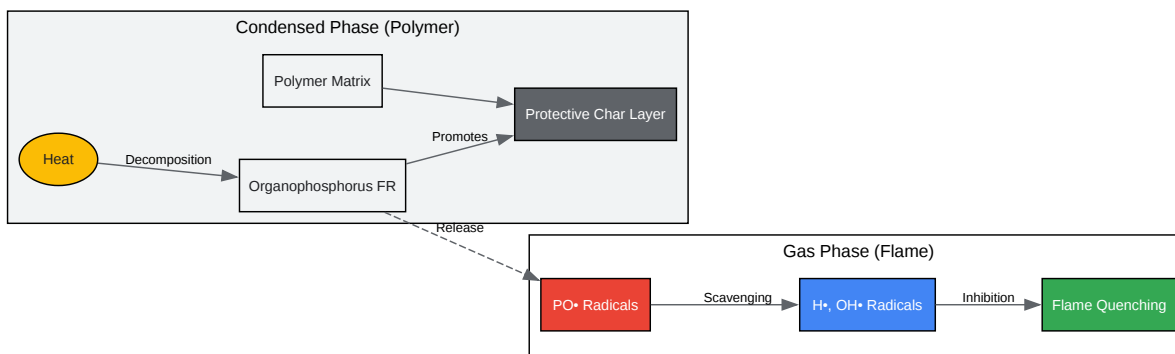 Condensed Phase (Polymer)
Polymer Matrix
Protective Char Layer
Promotes
Heat
Decomposition
Organophosphorus FR
Release
Gas Phase (Flame)
PO• Radicals
Scavenging
H•, OH• Radicals
Inhibition
Flame Quenching